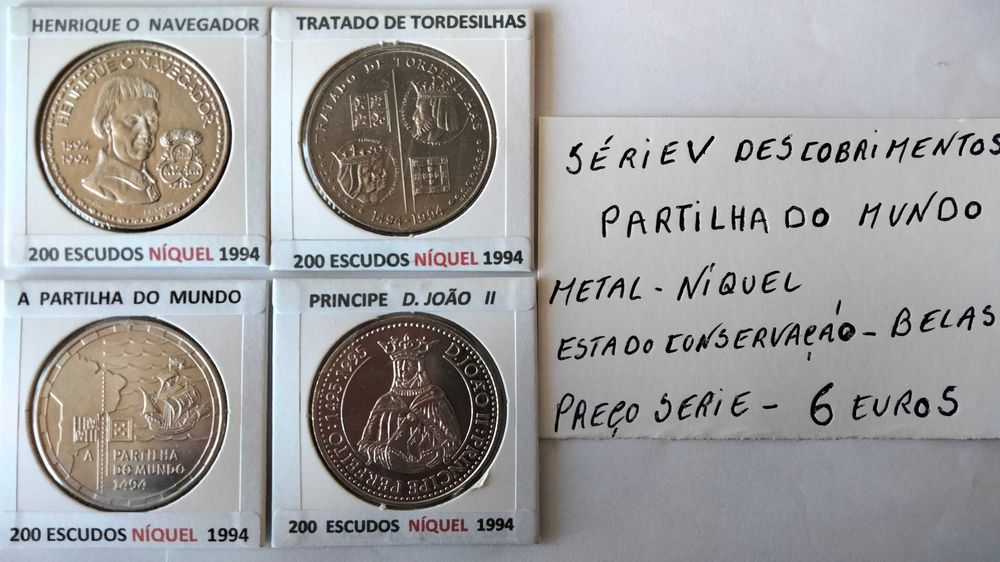 HENRIQUE O NAVEGADOR
HENRIQUE O NAVEGADOR
1394
1994
200 ESCUDOS NÍQUEL 1994
TRATADO DE TORDESILHAS
TRATADO DE TORDESILHAS
1494-1994
200 ESCUDOS NÍQUEL 1994
A PARTILHA DO MUNDO
A PARTILHA
DO MUNDO
1494
200 ESCUDOS NÍQUEL 1994
PRINCIPE D. JOÃO II
D.JOÃO.II:PRINCIPE PERFEITO:1495:1995
200 ESCUDOS NÍQUEL 1994
SÉRIE V DESCOBRIMENTOS
PARTILHA DO MUNDO
METAL - NÍQUEL
ESTADO CONSERVAÇÃO - BELAS
PREÇO SERIE - 6 EUROS